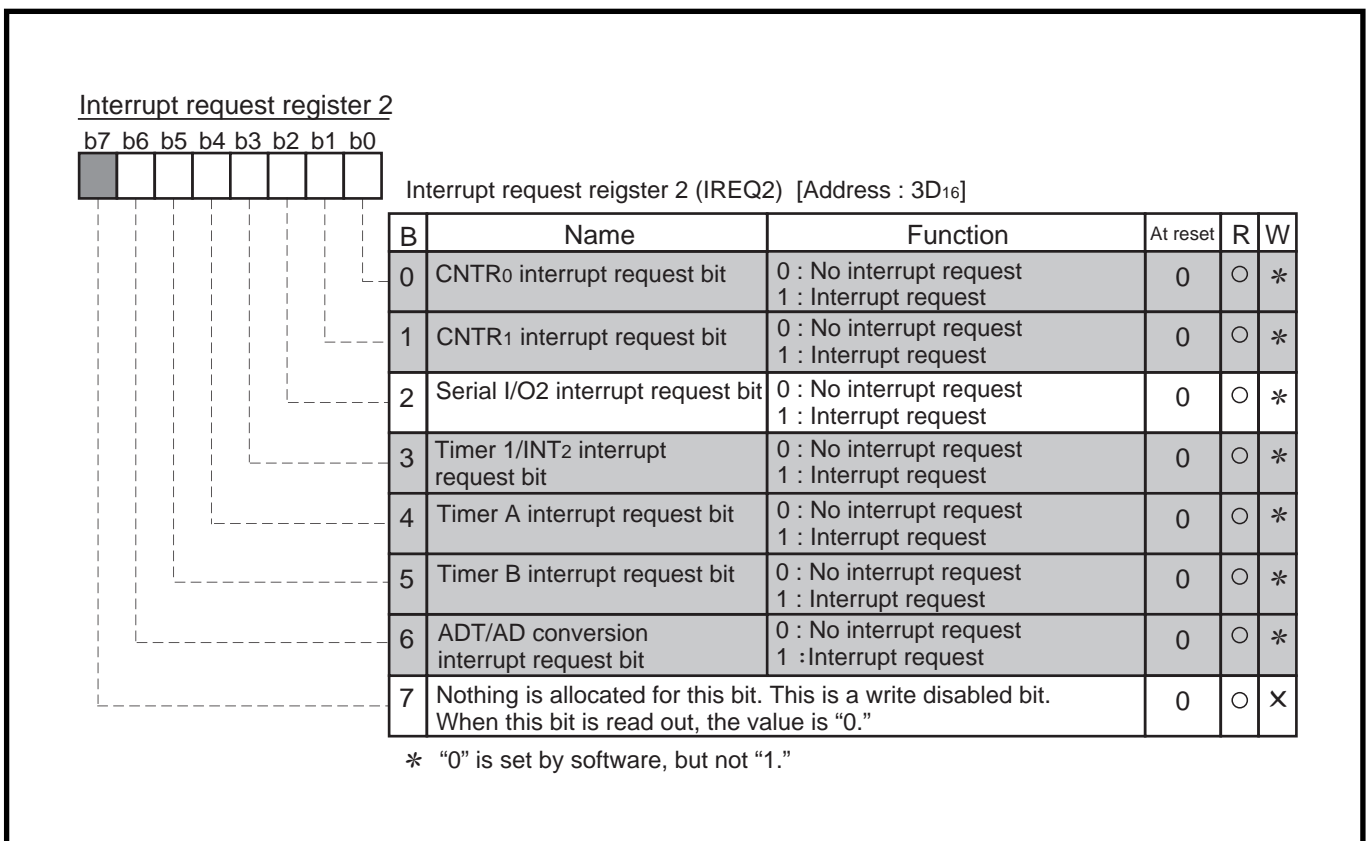 Interrupt request register 2
b7 b6 b5 b4 b3 b2 b1 b0
Interrupt request reigster 2 (IREQ2) [Address : 3D16]
B Name Function At reset R W
0 CNTR0 interrupt request bit 0 : No interrupt request 0 ○ *
1 : Interrupt request
1 CNTR1 interrupt request bit 0 : No interrupt request 0 ○ *
1 : Interrupt request
2 Serial I/O2 interrupt request bit 0 : No interrupt request 0 ○ *
1 : Interrupt request
3 Timer 1/INT2 interrupt 0 : No interrupt request 0 ○ *
request bit 1 : Interrupt request
4 Timer A interrupt request bit 0 : No interrupt request 0 ○ *
1 : Interrupt request
5 Timer B interrupt request bit 0 : No interrupt request 0 ○ *
1 : Interrupt request
6 ADT/AD conversion 0 : No interrupt request 0 ○ *
interrupt request bit 1 :Interrupt request
7 Nothing is allocated for this bit. This is a write disabled bit. 0 ○ ×
When this bit is read out, the value is “0.”
* “0” is set by software, but not “1.”